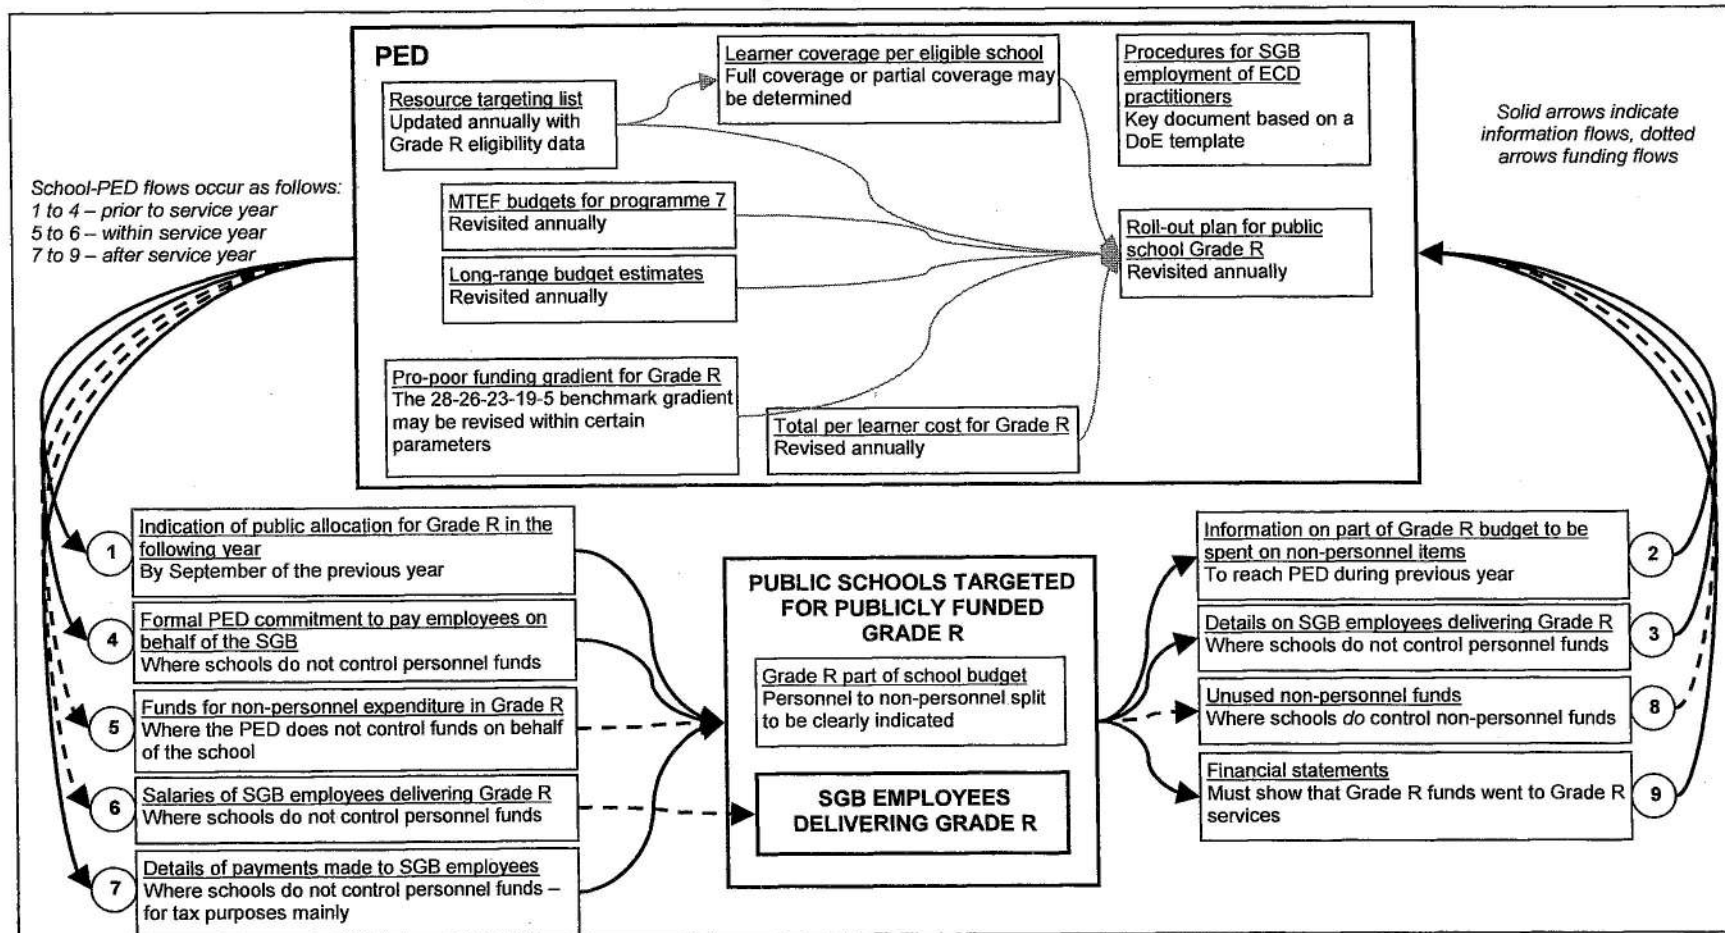 PED
Resource targeting list
Updated annually with
Grade R eligibility data
Learner coverage per eligible school
Full coverage or partial coverage may
be determined
Procedures for SGB
employment of ECD
practitioners
Key document based on a
DoE template
Solid arrows indicate
information flows, dotted
arrows funding flows
School-PED flows occur as follows:
1 to 4 – prior to service year
5 to 6 – within service year
7 to 9 – after service year
MTEF budgets for programme 7
Revisited annually
Long-range budget estimates
Revisited annually
Roll-out plan for public
school Grade R
Revisited annually
Pro-poor funding gradient for Grade R
The 28-26-23-19-5 benchmark gradient
may be revised within certain
parameters
Total per learner cost for Grade R
Revised annually
1
Indication of public allocation for Grade R in the
following year
By September of the previous year
4
Formal PED commitment to pay employees on
behalf of the SGB
Where schools do not control personnel funds
5
Funds for non-personnel expenditure in Grade R
Where the PED does not control funds on behalf
of the school
6
Salaries of SGB employees delivering Grade R
Where schools do not control personnel funds
7
Details of payments made to SGB employees
Where schools do not control personnel funds –
for tax purposes mainly
PUBLIC SCHOOLS TARGETED
FOR PUBLICLY FUNDED
GRADE R
Grade R part of school budget
Personnel to non-personnel split
to be clearly indicated
SGB EMPLOYEES
DELIVERING GRADE R
Information on part of Grade R budget to be
spent on non-personnel items
To reach PED during previous year
2
Details on SGB employees delivering Grade R
Where schools do not control personnel funds
3
Unused non-personnel funds
Where schools do control non-personnel funds
8
Financial statements
Must show that Grade R funds went to Grade R
services
9